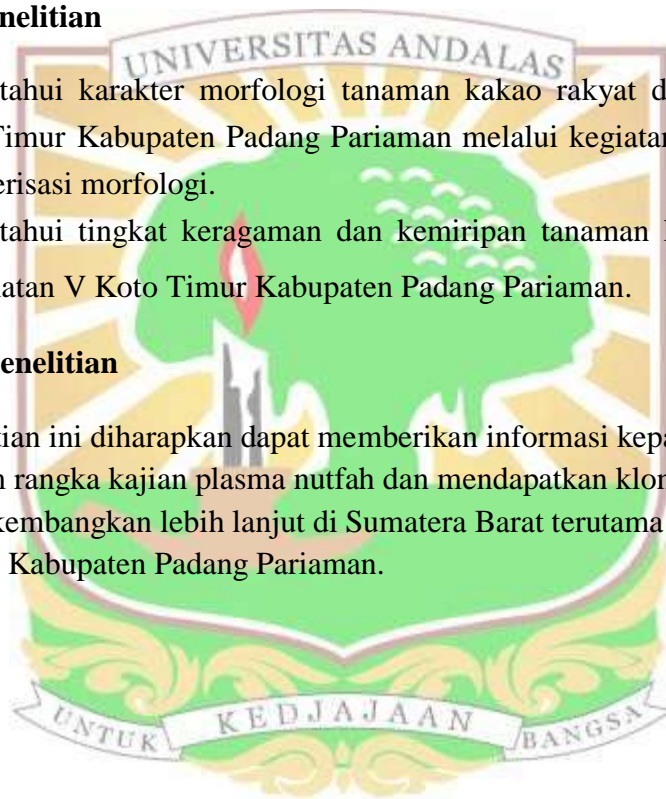 nelitian
UNIVERSITAS ANDALAS
tahui karakter morfologi tanaman kakao rakyat d
Timur Kabupaten Padang Pariaman melalui kegiatan
erisasi morfologi.
tahui tingkat keragaman dan kemiripan tanaman
atan V Koto Timur Kabupaten Padang Pariaman.
enelitian
tian ini diharapkan dapat memberikan informasi kepa
rangka kajian plasma nutfah dan mendapatkan klon
kembangkan lebih lanjut di Sumatera Barat terutama
Kabupaten Padang Pariaman.
UNTUK KEDJAJAAN BANGSA